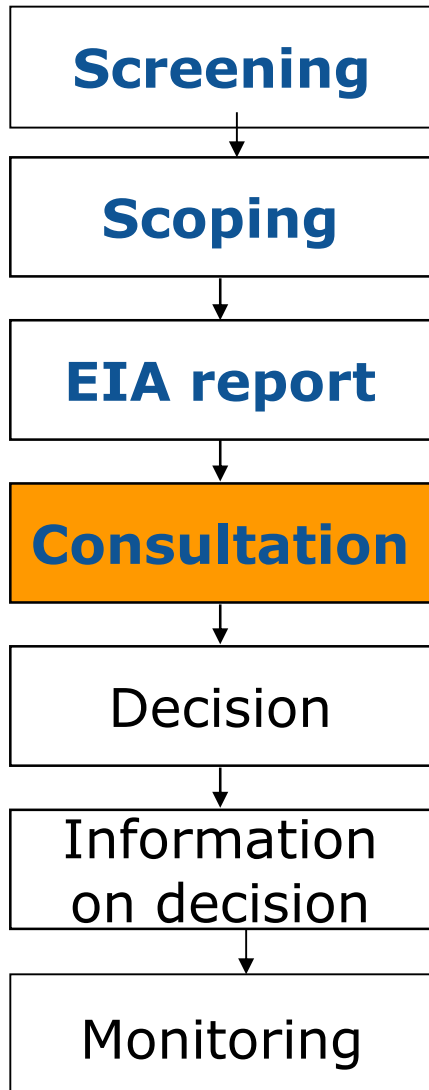 Screening
Scoping
EIA report
Consultation
Decision
Information
on decision
Monitoring